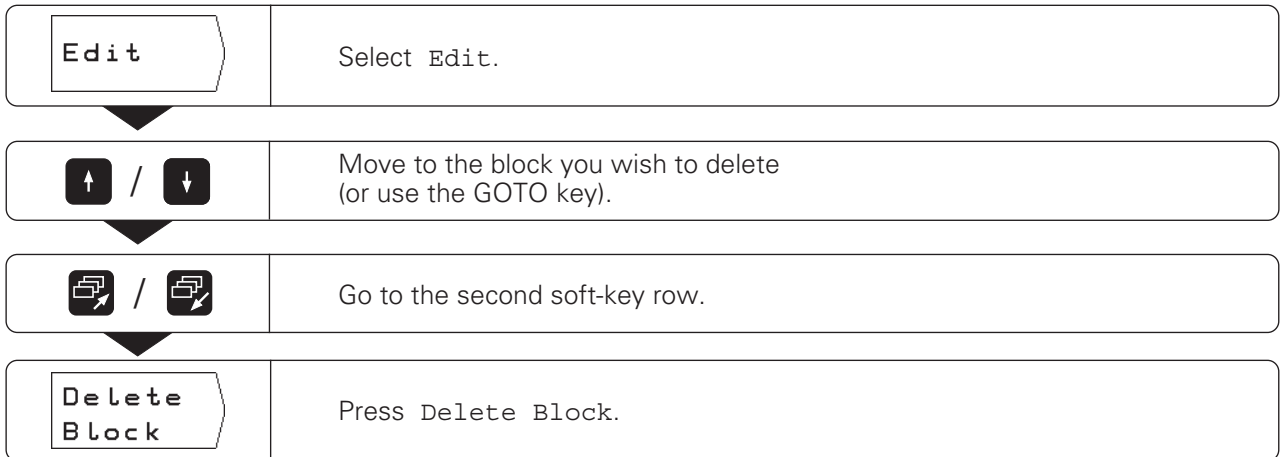 Edit
Select Edit.
/
Move to the block you wish to delete
(or use the GOTO key).
/
Go to the second soft-key row.
Delete
Block
Press Delete Block.